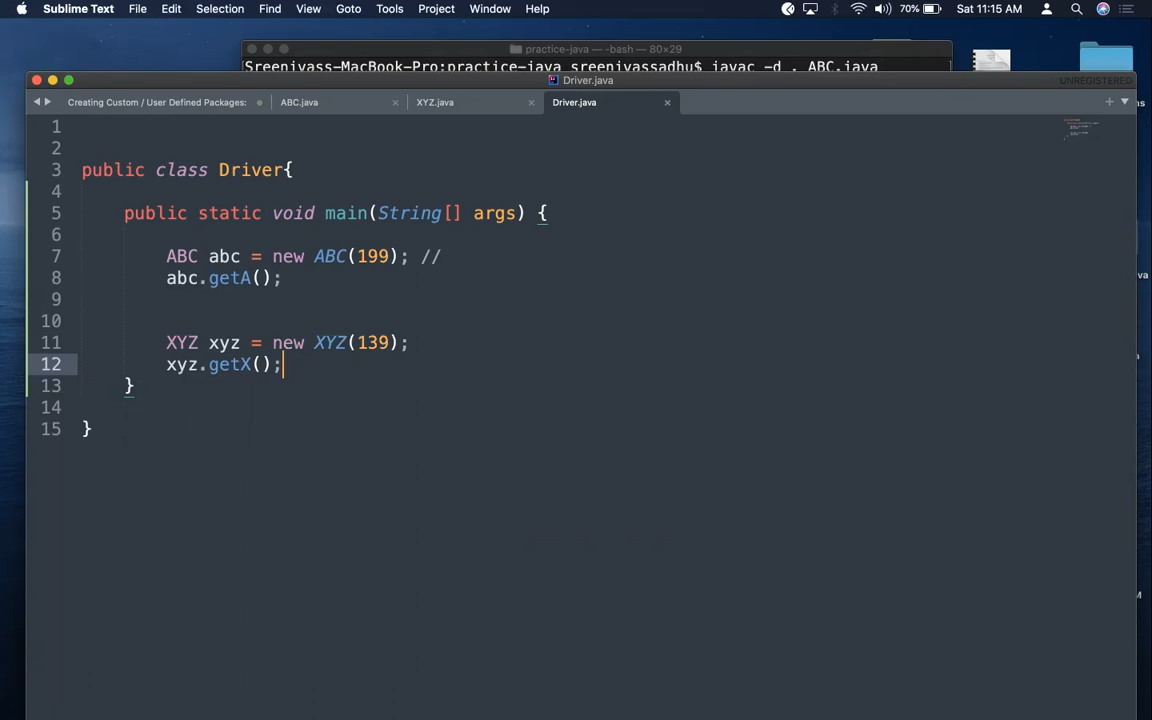 Sublime Text File Edit Selection Find View Goto Tools Project Window Help 70% Sat 11:15 AM
practice-java — -bash — 80×29
Sreenivass-MacBook-Pro:practice-java sreenivassadhu$ javac -d . ABC.java
Driver.java
UNREGISTERED
Creating Custom / User Defined Packages: ABC.java XYZ.java Driver.java
1
2
3 public class Driver{
4
5 public static void main(String[] args) {
6
7 ABC abc = new ABC(199); //
8 abc.getA();
9
10
11 XYZ xyz = new XYZ(139);
12 xyz.getX();
13 }
14
15 }